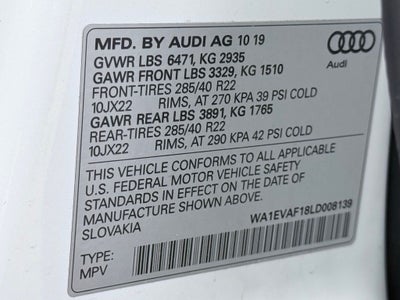 MFD. BY AUDI AG 10 19
GVWR LBS 6471, KG 2935
GAWR FRONT LBS 3329, KG 1510
FRONT-TIRES 285/40 R22
10JX22 RIMS, AT 270 KPA 39 PSI COLD
GAWR REAR LBS 3891, KG 1765
REAR-TIRES 285/40 R22
10JX22 RIMS, AT 290 KPA 42 PSI COLD
Audi
THIS VEHICLE CONFORMS TO ALL APPLICABLE
U.S. FEDERAL MOTOR VEHICLE SAFETY
STANDARDS IN EFFECT ON THE DATE OF
MANUFACTURE SHOWN ABOVE.
SLOVAKIA
WA1EVAF18LD008139
TYPE:
MPV